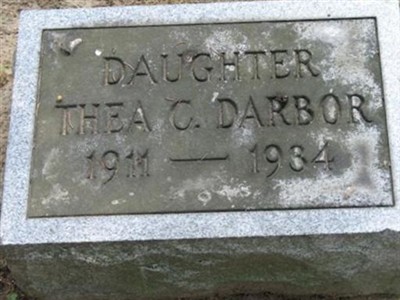 DAUGHTER
THEA C. DARBOR
1911 — 1934